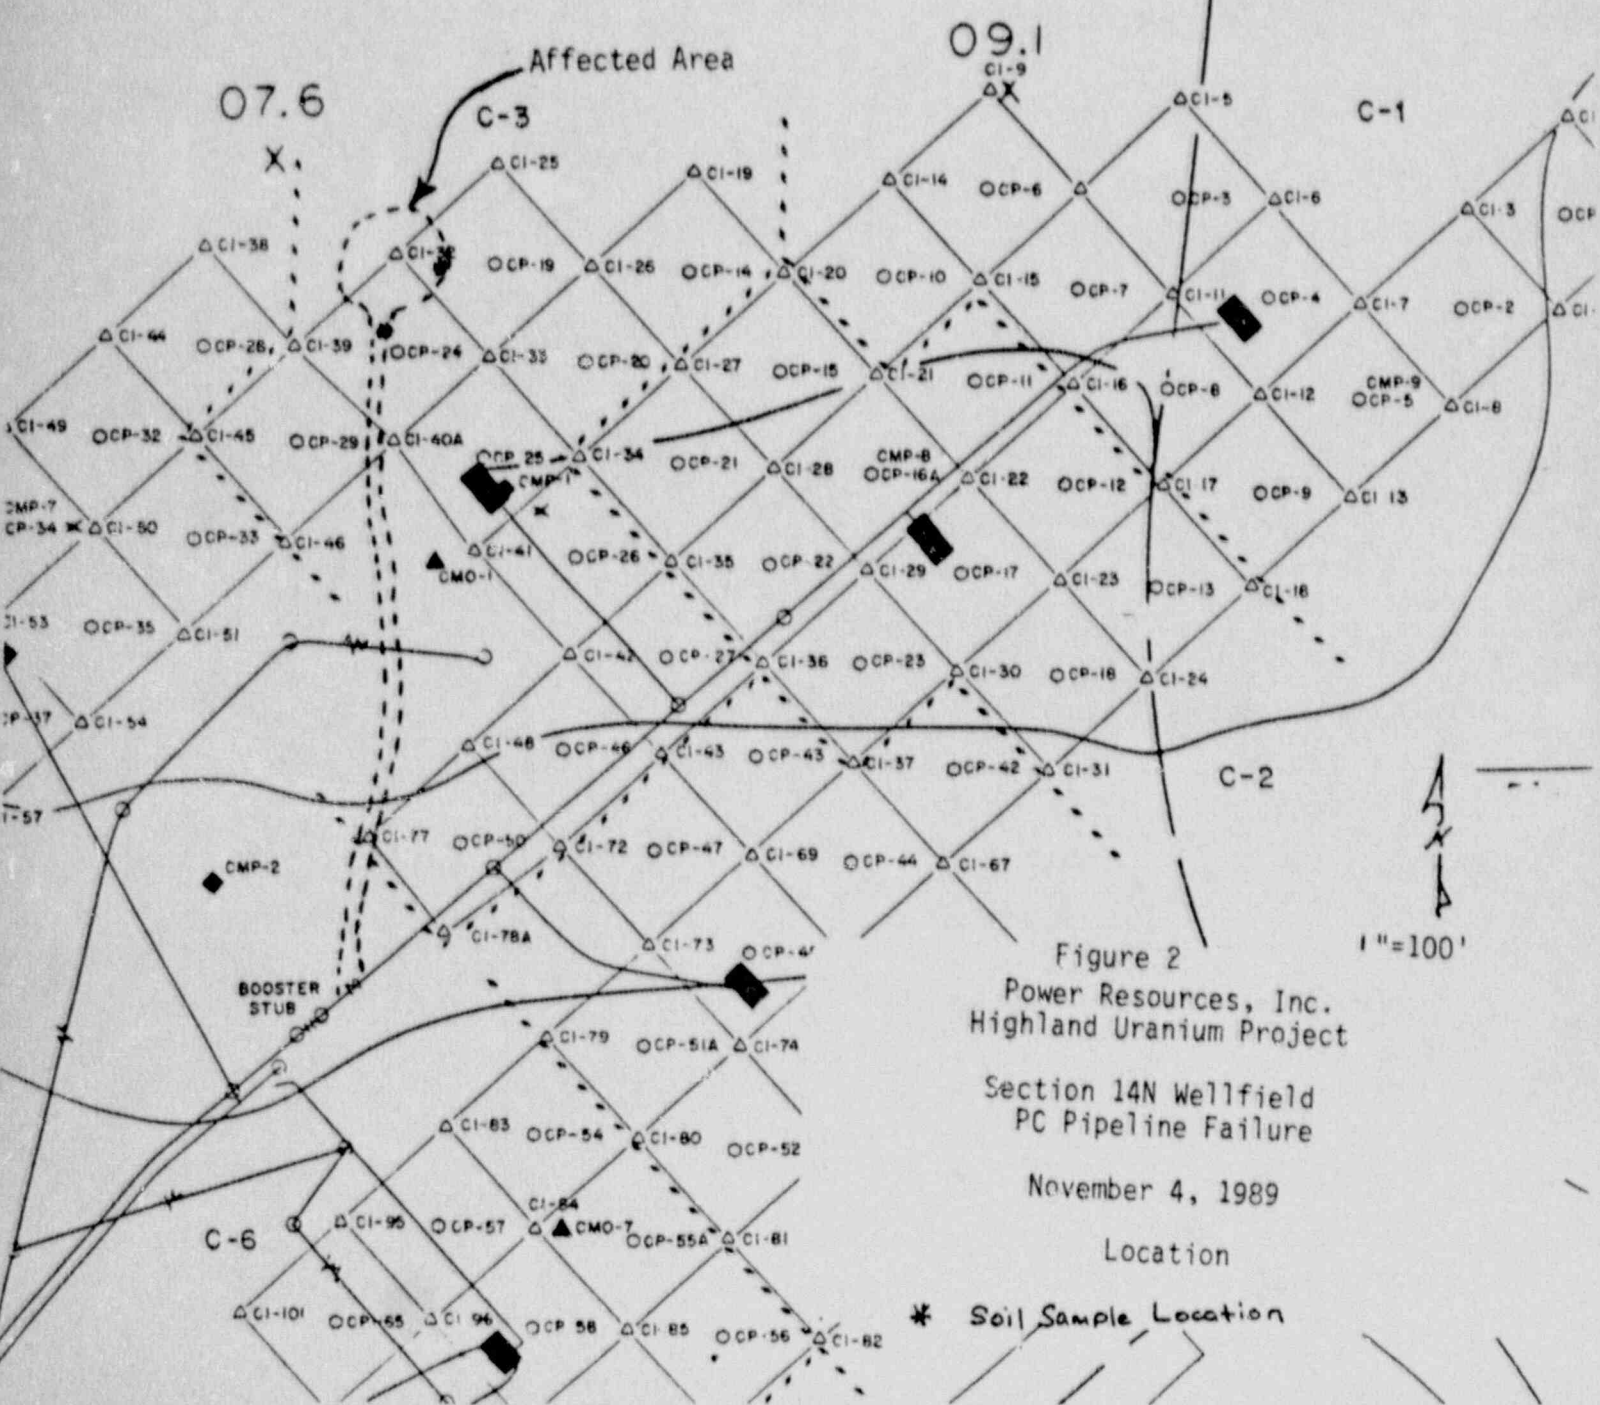 09.1
CI-9
Affected Area
07.6
C-3
CI-5
C-1
CI-25
CI-19
CI-14
CP-6
CP-3
CI-6
CI-3
CI-38
CI-32
CP-19
CI-26
CP-14
CI-20
CP-10
CI-15
CP-7
CI-11
CP-4
CI-7
CP-2
CI-44
CP-28
CI-39
CP-24
CI-33
CP-20
CI-27
CP-15
CI-21
CP-11
CI-16
CP-8
CI-12
CMP-9
CP-5
CI-8
CI-49
CP-32
CI-45
CP-29
CI-40A
CP-25
CMP-1
CI-34
CP-21
CI-28
CMP-8
CP-16A
CI-22
CP-12
CI-17
CP-9
CI-13
CMP-7
CP-34
CI-50
CP-33
CI-46
CMO-1
CI-41
CP-26
CI-35
CP-22
CI-29
CP-17
CI-23
CP-13
CI-18
CI-53
CP-35
CI-51
CI-42
CP-27
CI-36
CP-23
CI-30
CP-18
CI-24
CP-37
CI-54
CI-48
CP-46
CI-43
CP-43
CI-37
CP-42
CI-31
C-2
I-57
CI-77
CP-50
CI-72
CP-47
CI-69
CP-44
CI-67
CMP-2
CI-78A
CI-73
N
1"=100'
BOOSTER
STUB
CI-79
CP-51A
CI-74
CI-83
CP-54
CI-80
CP-52
C-6
CI-95
CP-57
CI-84
CMO-7
CP-55A
CI-81
CI-101
CP-65
CI-96
CP-58
CI-85
CP-56
CI-82
Figure 2
Power Resources, Inc.
Highland Uranium Project
Section 14N Wellfield
PC Pipeline Failure
November 4, 1989
Location
* Soil Sample Location